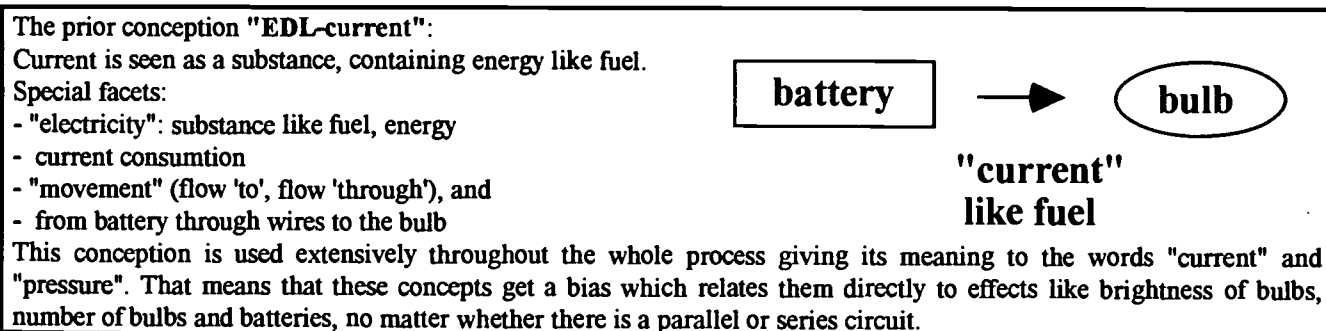 The prior conception "EDL-current":
Current is seen as a substance, containing energy like fuel.
Special facets:
- "electricity": substance like fuel, energy
- current consumtion
- "movement" (flow 'to', flow 'through'), and
- from battery through wires to the bulb
battery
bulb
"current"
like fuel
This conception is used extensively throughout the whole process giving its meaning to the words "current" and
"pressure". That means that these concepts get a bias which relates them directly to effects like brightness of bulbs,
number of bulbs and batteries, no matter whether there is a parallel or series circuit.